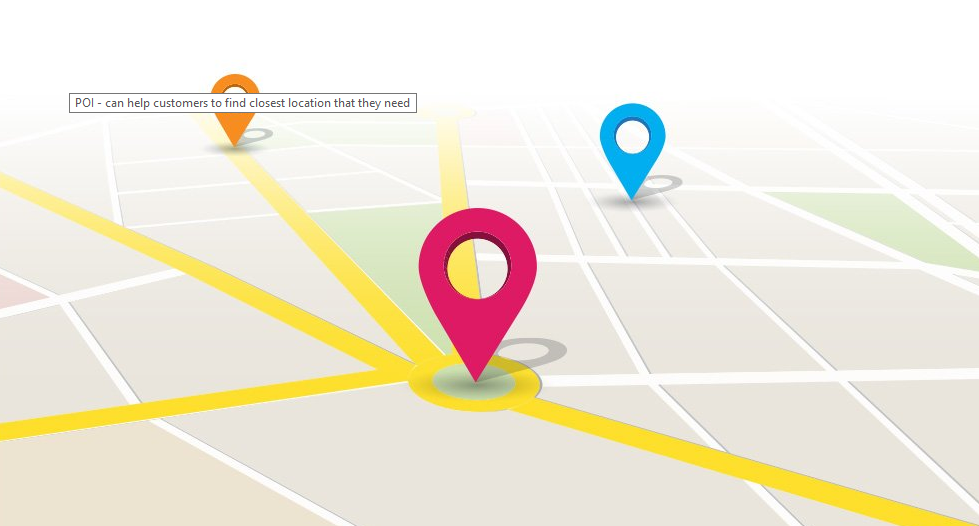 POI - can help customers to find closest location that they need